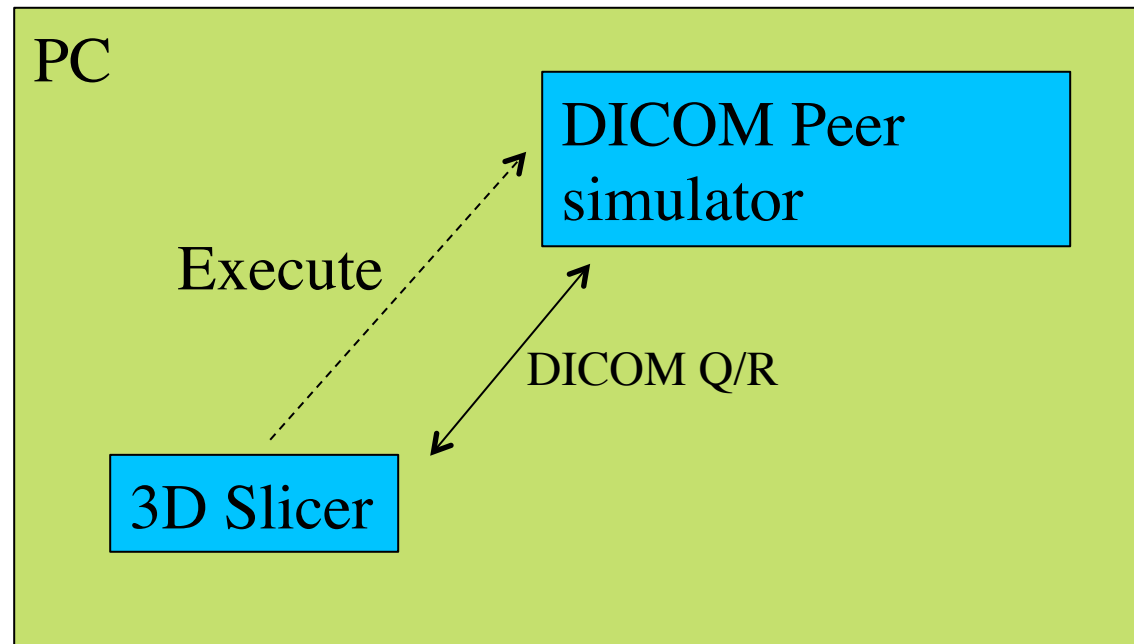 PC
DICOM Peer
simulator
Execute
DICOM Q/R
3D Slicer